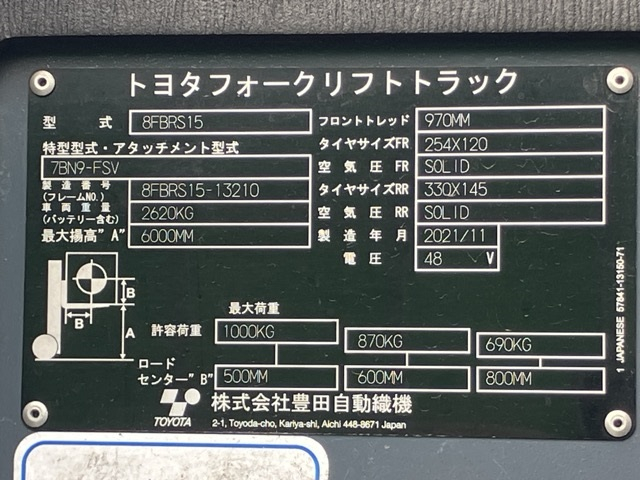 トヨタフォークリフトトラック
型式 8FBRS15
特型型式・アタッチメント型式
7BN9-FSV
製造番号
(フレームNO.) 8FBRS15-13210
車両重量
(バッテリー含む) 2620KG
最大揚高"A" 6000MM
フロントトレッド 970MM
タイヤサイズFR 254X120
空気圧 FR SOLID
タイヤサイズRR 330X145
空気圧 RR SOLID
製造年月 2021/11
電圧 48 V
B
B
A
最大荷重
許容荷重 1000KG 870KG 690KG
ロード
センター"B" 500MM 600MM 800MM
TOYOTA
株式会社豊田自動織機
2-1, Toyoda-cho, Kariya-shi, Aichi 448-8671 Japan
1 JAPANESE 57841-13150-71